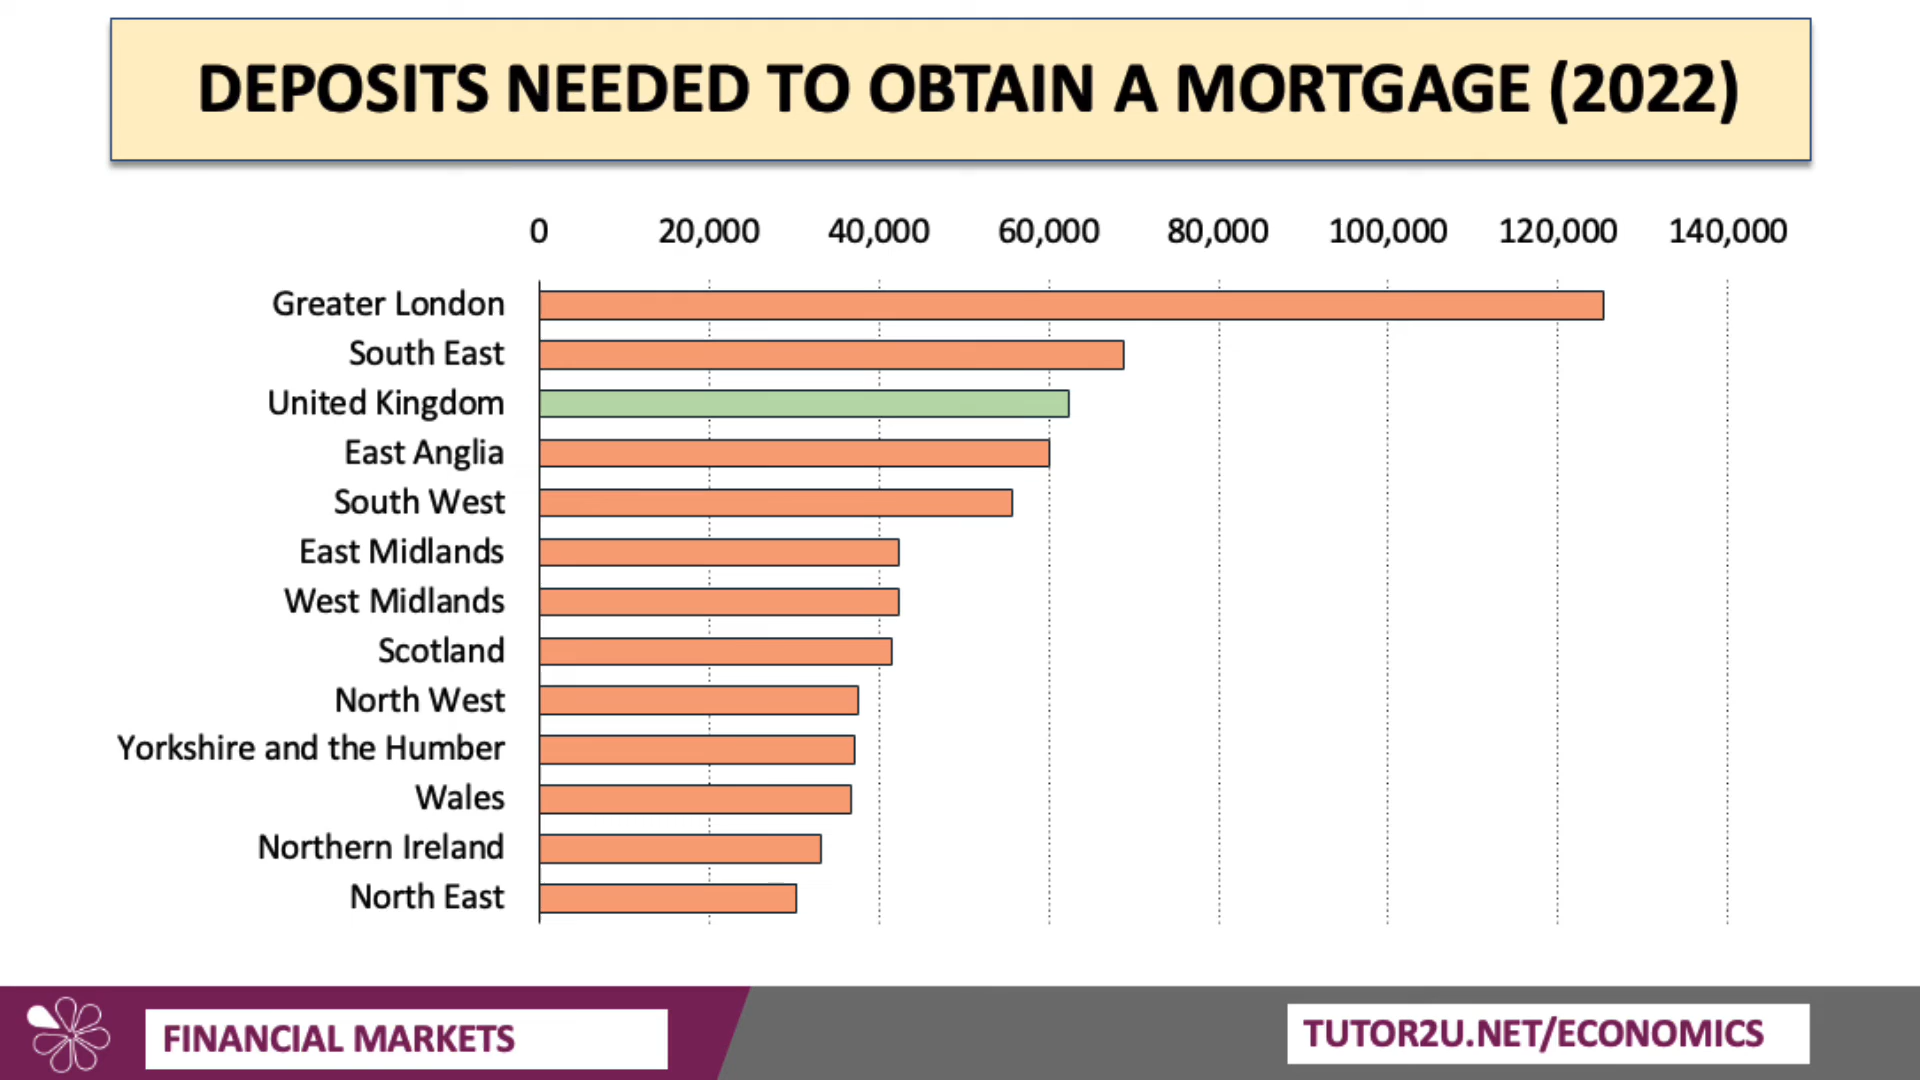 DEPOSITS NEEDED TO OBTAIN A MORTGAGE (2022)
0 20,000 40,000 60,000 80,000 100,000 120,000 140,000
Greater London
South East
United Kingdom
East Anglia
South West
East Midlands
West Midlands
Scotland
North West
Yorkshire and the Humber
Wales
Northern Ireland
North East
FINANCIAL MARKETS
TUTOR2U.NET/ECONOMICS